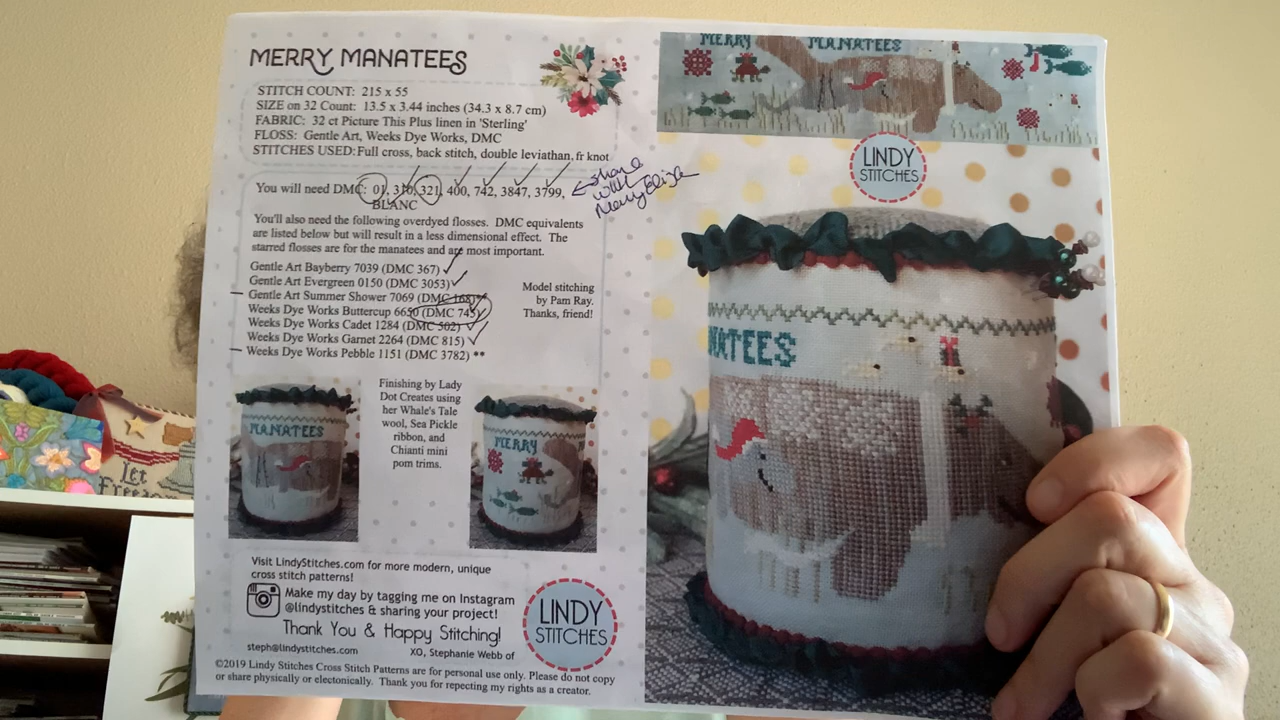 MERRY MANATEES
STITCH COUNT: 215 x 55
SIZE on 32 Count: 13.5 x 3.44 inches (34.3 x 8.7 cm)
FABRIC: 32 ct Picture This Plus linen in 'Sterling'
FLOSS: Gentle Art, Weeks Dye Works, DMC
STITCHES USED: Full cross, back stitch, double leviathan, fr knot
You will need DMC: 01, 310, 321, 400, 742, 3847, 3799,
BLANC
share
with
MerryEliza
You'll also need the following overdyed flosses. DMC equivalents
are listed below but will result in a less dimensional effect. The
starred flosses are for the manatees and are most important.
Gentle Art Bayberry 7039 (DMC 367)
Gentle Art Evergreen 0150 (DMC 3053)
Gentle Art Summer Shower 7069 (DMC 168)
Weeks Dye Works Buttercup 6650 (DMC 745)
Weeks Dye Works Cadet 1284 (DMC 502)
Weeks Dye Works Garnet 2264 (DMC 815)
Weeks Dye Works Pebble 1151 (DMC 3782) **
Model stitching
by Pam Ray.
Thanks, friend!
MANATEES
Finishing by Lady
Dot Creates using
her Whale's Tale
wool, Sea Pickle
ribbon, and
Chianti mini
pom trims.
MERRY
Visit LindyStitches.com for more modern, unique
cross stitch patterns!
Make my day by tagging me on Instagram
@lindystitches & sharing your project!
Thank You & Happy Stitching!
steph@lindystitches.com XO, Stephanie Webb of
LINDY
STITCHES
©2019 Lindy Stitches Cross Stitch Patterns are for personal use only. Please do not copy
or share physically or electonically. Thank you for repecting my rights as a creator.
MERRY MANATEES
LINDY
STITCHES
NATEES
Let